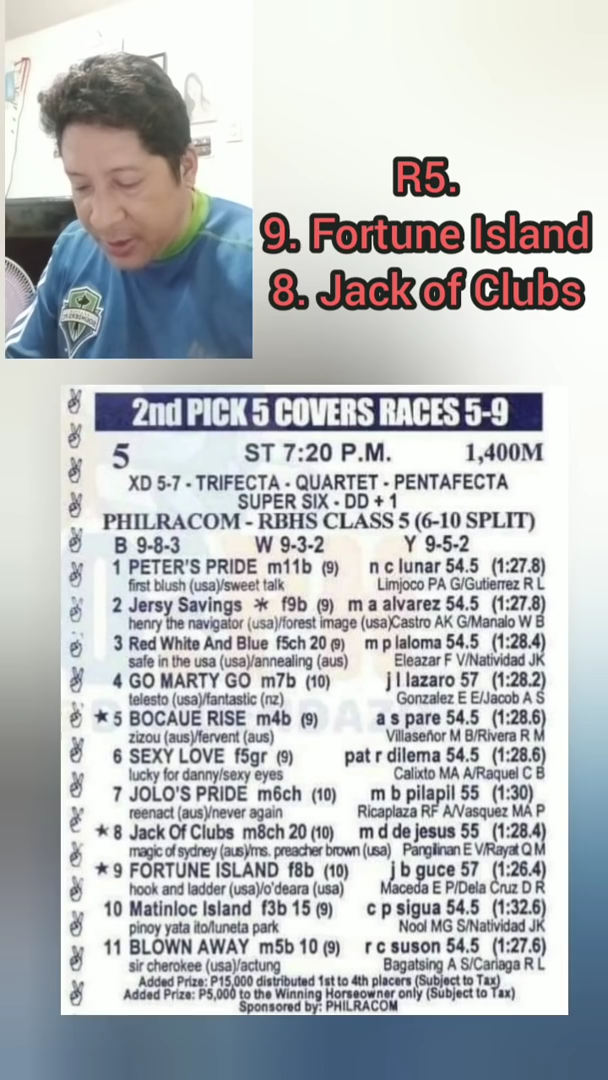 R5.
9. Fortune Island
8. Jack of Clubs
2nd PICK 5 COVERS RACES 5-9
5 ST 7:20 P.M. 1,400M
XD 5-7 - TRIFECTA - QUARTET - PENTAFECTA
SUPER SIX - DD + 1
PHILRACOM - RBHS CLASS 5 (6-10 SPLIT)
B 9-8-3 W 9-3-2 Y 9-5-2
1 PETER'S PRIDE m11b (9) n c lunar 54.5 (1:27.8)
first blush (usa)/sweet talk Limjoco PA G/Gutierrez R L
2 Jersy Savings * f9b (9) m a alvarez 54.5 (1:27.8)
henry the navigator (usa)/forest image (usa)Castro AK G/Manalo W B
3 Red White And Blue f5ch 20 (9) m p laloma 54.5 (1:28.4)
safe in the usa (usa)/annealing (aus) Eleazar F V/Natividad JK
4 GO MARTY GO m7b (10) j l lazaro 57 (1:28.2)
telesto (usa)/fantastic (nz) Gonzalez E E/Jacob A S
★ 5 BOCAUE RISE m4b (9) a s pare 54.5 (1:28.6)
zizou (aus)/fervent (aus) Villaseñor M B/Rivera R M
6 SEXY LOVE f5gr (9) pat r dilema 54.5 (1:28.6)
lucky for danny/sexy eyes Calixto MA A/Raquel C B
7 JOLO'S PRIDE m6ch (10) m b pilapil 55 (1:30)
reenact (aus)/never again Ricaplaza RF A/Vasquez MA P
★ 8 Jack Of Clubs m8ch 20 (10) m d de jesus 55 (1:28.4)
magic of sydney (aus)/ms. preacher brown (usa) Pangilinan E V/Rayat Q M
★ 9 FORTUNE ISLAND f8b (10) j b guce 57 (1:26.4)
hook and ladder (usa)/o'deara (usa) Maceda E P/Dela Cruz D R
10 Matinloc Island f3b 15 (9) c p sigua 54.5 (1:32.6)
pinoy yata ito/luneta park Nool MG S/Natividad JK
11 BLOWN AWAY m5b 10 (9) r c suson 54.5 (1:27.6)
sir cherokee (usa)/actung Bagatsing A S/Cariaga R L
Added Prize: P15,000 distributed 1st to 4th placers (Subject to Tax)
Added Prize: P5,000 to the Winning Horseowner only (Subject to Tax)
Sponsored by: PHILRACOM